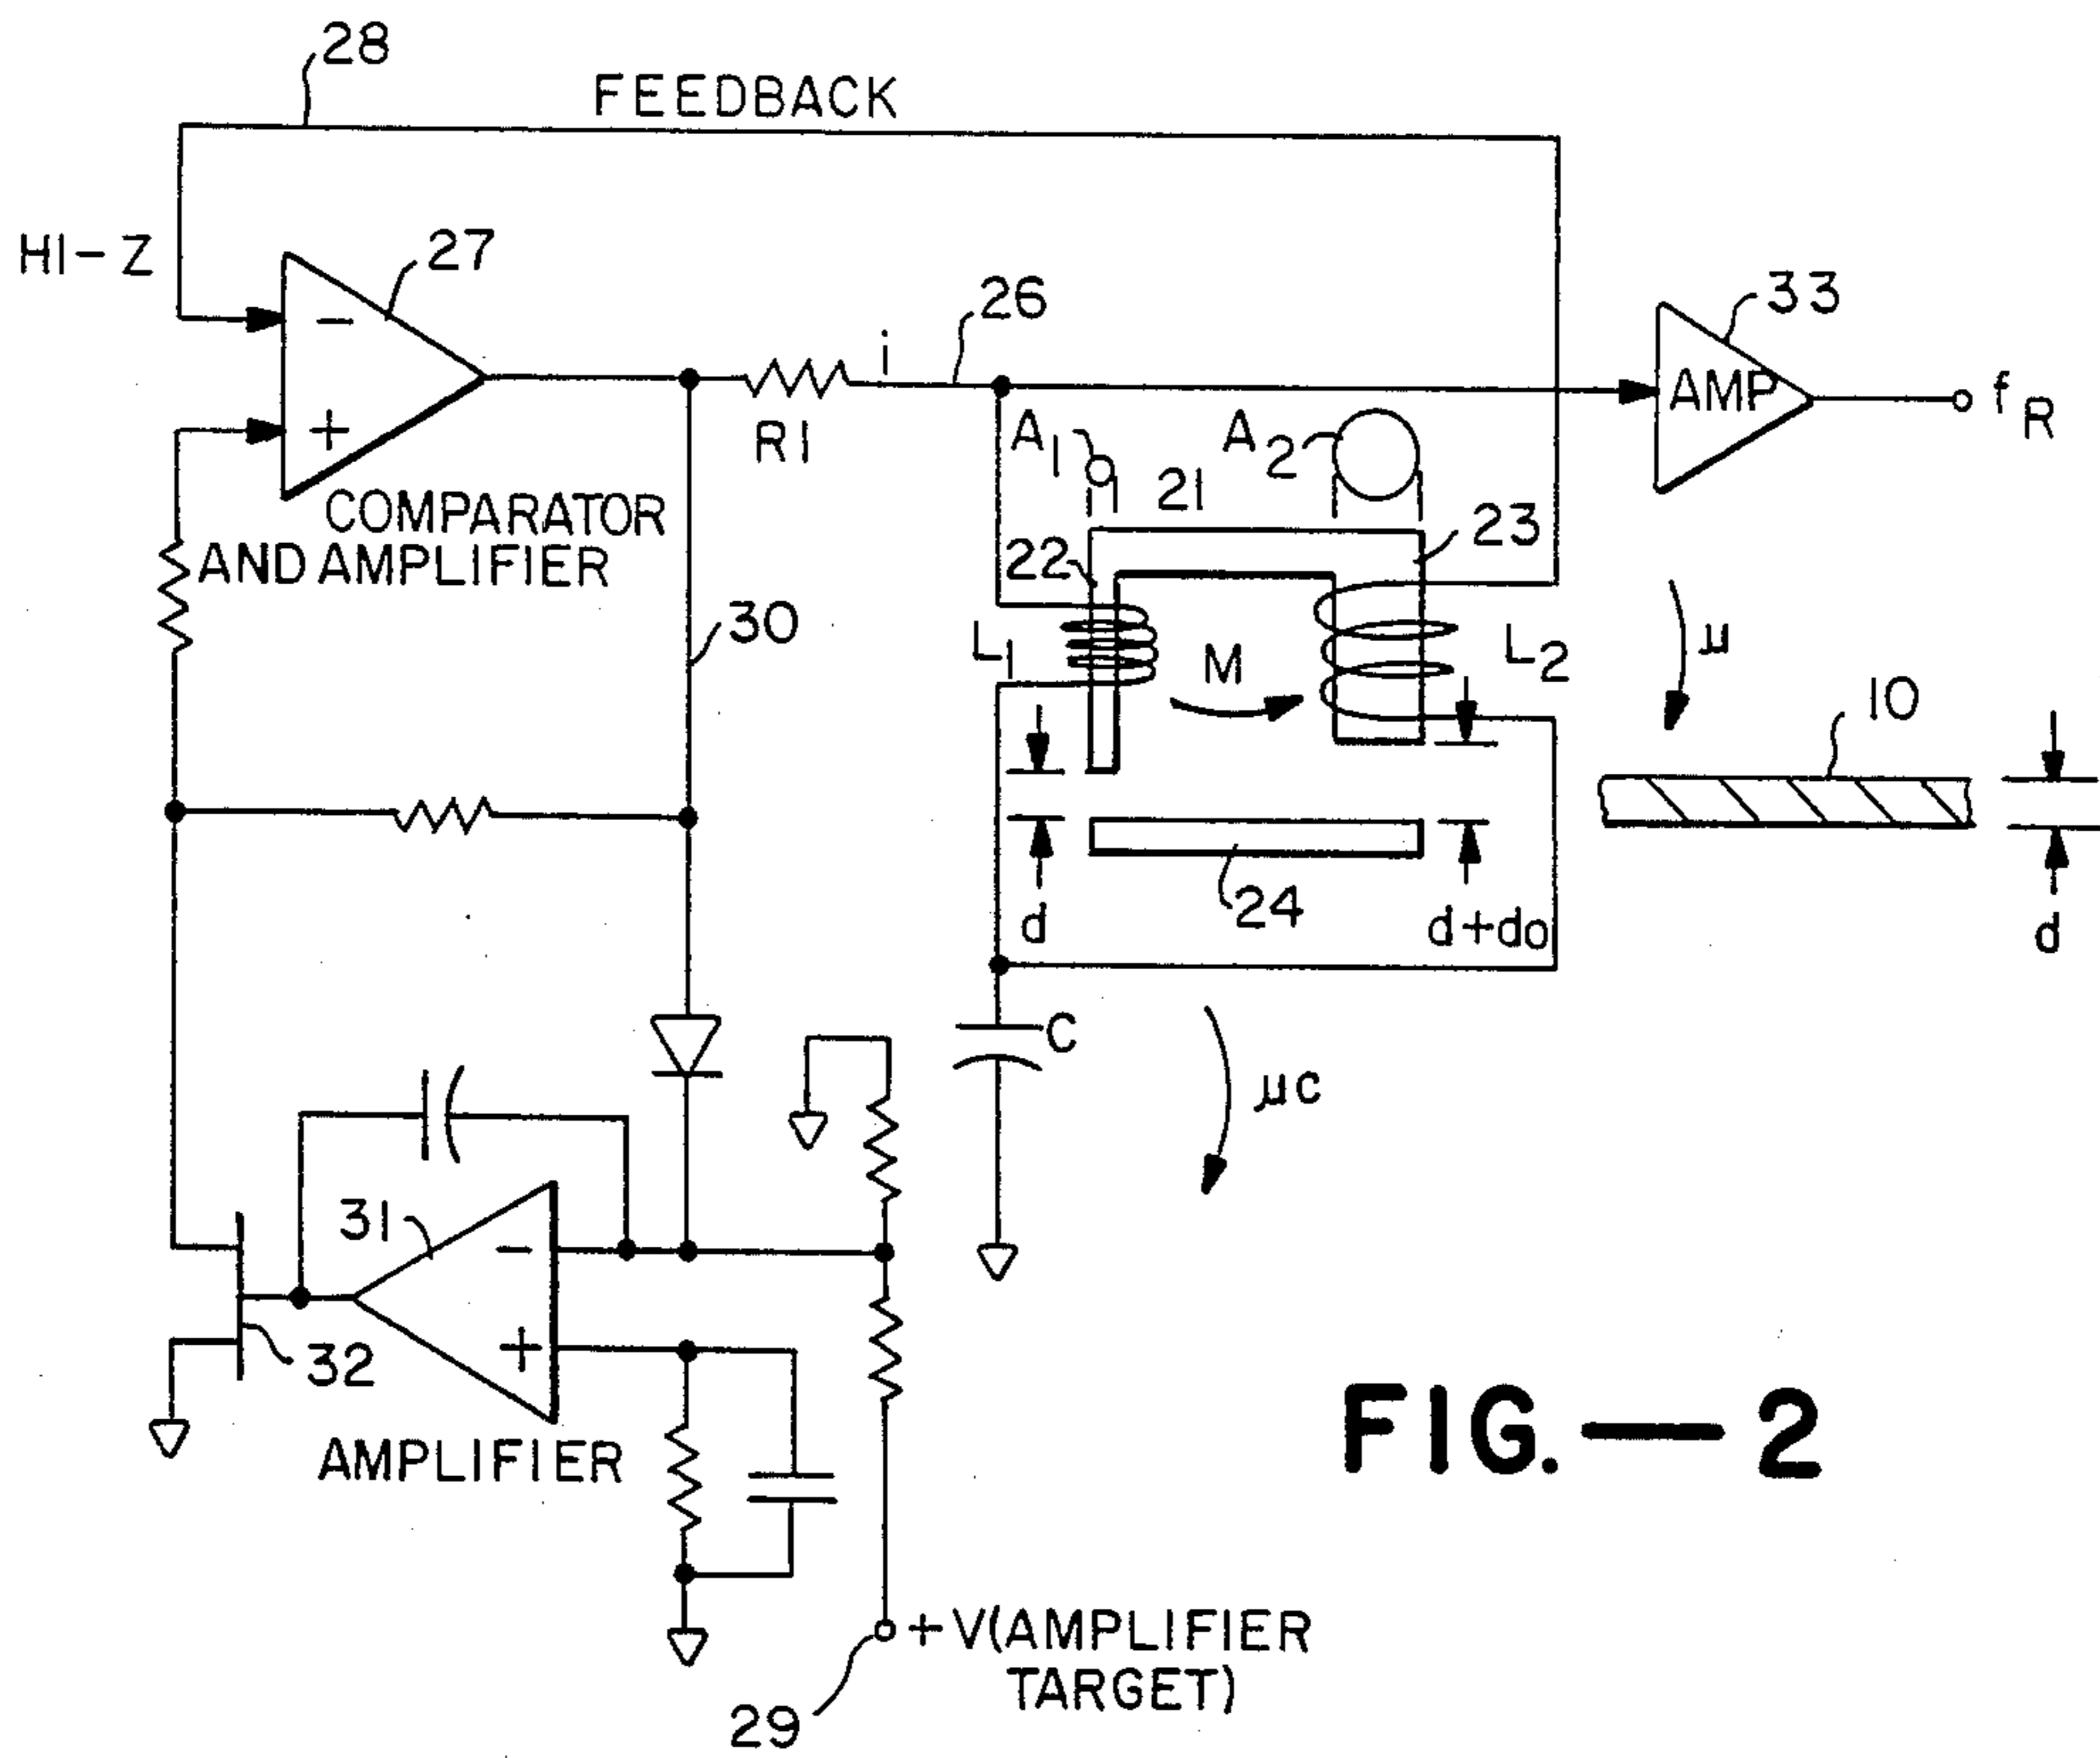 28
FEEDBACK
HI-Z
27
26
33
i
-
+
AMP
f R
R1
A1
A2
21
COMPARATOR
AND AMPLIFIER
22
23
30
L1
M
L2
μ
10
d
24
d+do
d
C
μc
31
-
+
32
AMPLIFIER
FIG.—2
+V(AMPLIFIER
TARGET)
29